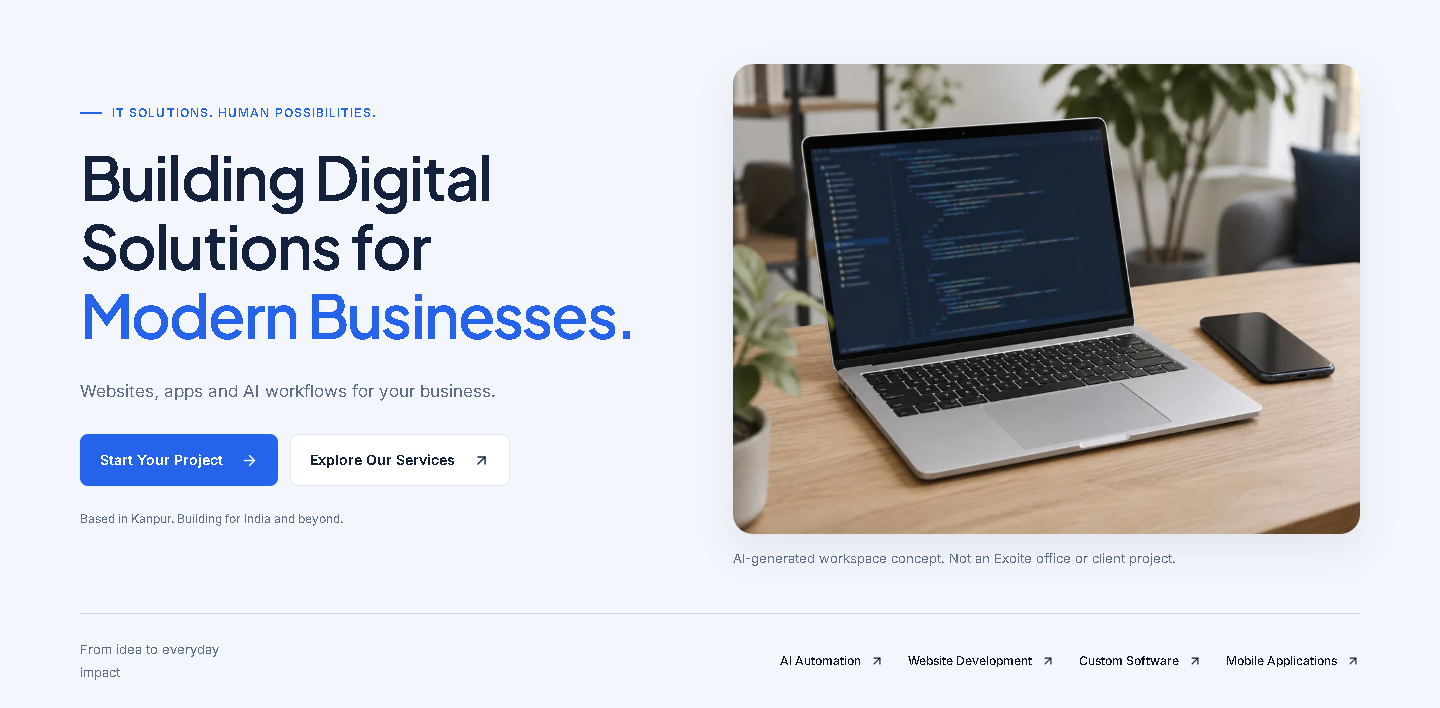 IT SOLUTIONS. HUMAN POSSIBILITIES.
Building Digital
Solutions for
Modern Businesses.
Websites, apps and AI workflows for your business.
Start Your Project
Explore Our Services
Based in Kanpur. Building for India and beyond.
AI-generated workspace concept. Not an Exoite office or client project.
From idea to everyday
impact
AI Automation
Website Development
Custom Software
Mobile Applications